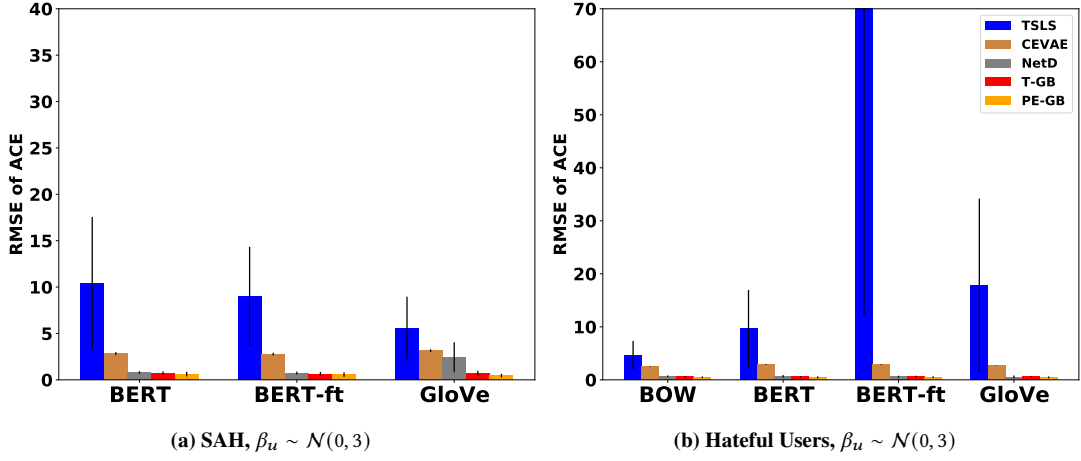 40
35
30
25
20
15
10
5
0
RMSE of ACE
BERT
BERT-ft
GloVe
(a) SAH, βᵤ ∼ 𝒩(0, 3)
70
60
50
40
30
20
10
0
RMSE of ACE
TSLS
CEVAE
NetD
T-GB
PE-GB
BOW
BERT
BERT-ft
GloVe
(b) Hateful Users, βᵤ ∼ 𝒩(0, 3)